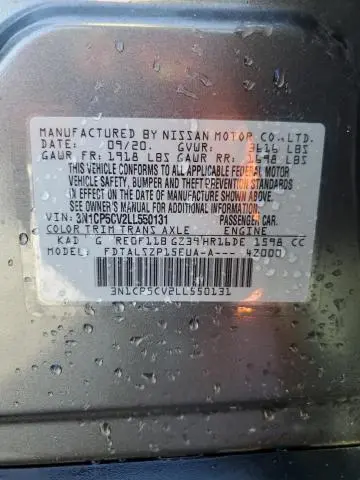 MANUFACTURED BY NISSAN MOTOR CO., LTD.
DATE: 09/20. GVWR: 3616 LBS
GAWR FR: 1918 LBS GAWR RR: 1698 LBS
THIS VEHICLE CONFORMS TO ALL APPLICABLE FEDERAL MOTOR
VEHICLE SAFETY, BUMPER AND THEFT PREVENTION STANDARDS
IN EFFECT ON THE DATE OF MANUFACTURE SHOWN ABOVE.
SEE OWNER'S MANUAL FOR ADDITIONAL INFORMATION
VIN: 3N1CP5CV2LL550131 PASSENGER CAR.
COLOR TRIM TRANS AXLE ENGINE
KAD G RE0F11B GZ39 HR16DE 1598 CC
MODEL: FDTALSZP15EUA-A--- 4Z000
3N1CP5CV2LL550131